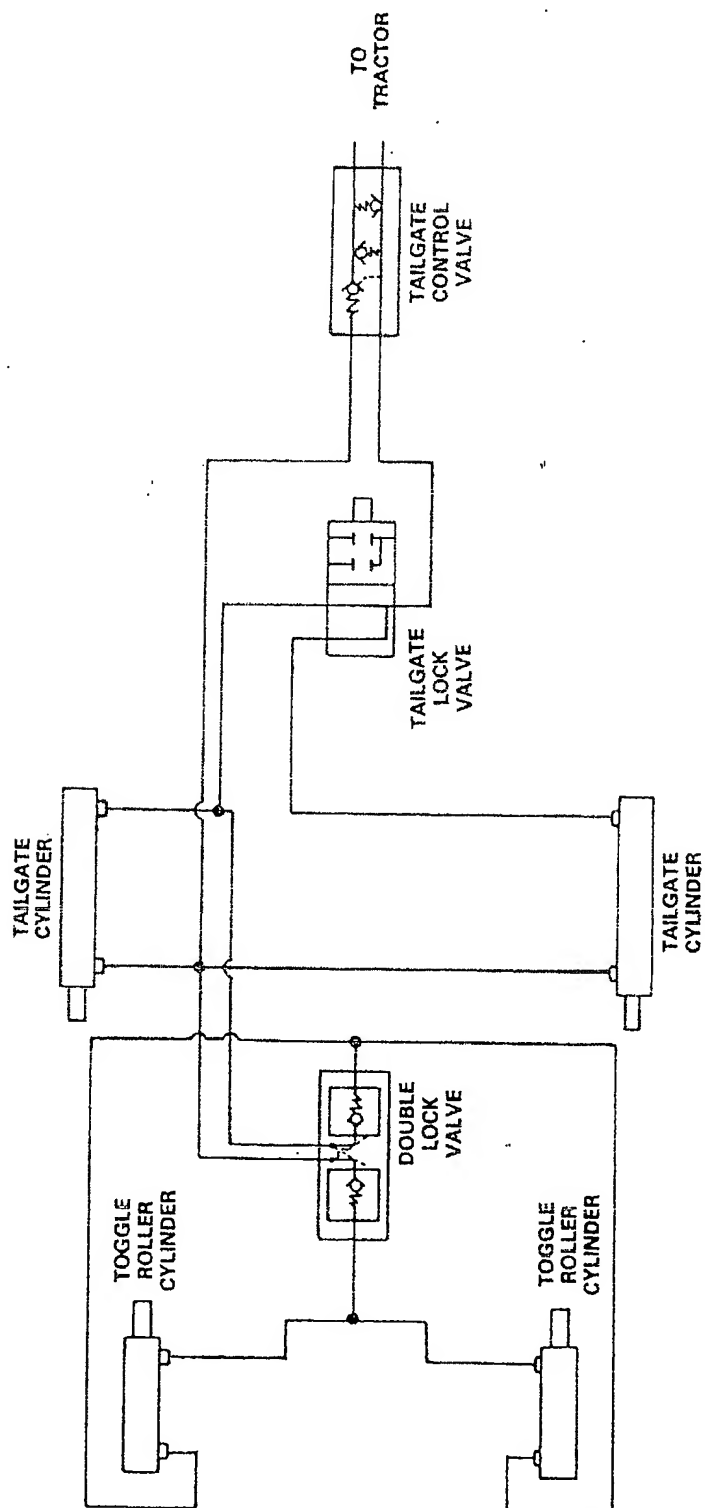 TO
TRACTOR
TAILGATE
CONTROL
VALVE
TAILGATE
LOCK
VALVE
TAILGATE
CYLINDER
TAILGATE
CYLINDER
DOUBLE
LOCK
VALVE
TOGGLE
ROLLER
CYLINDER
TOGGLE
ROLLER
CYLINDER